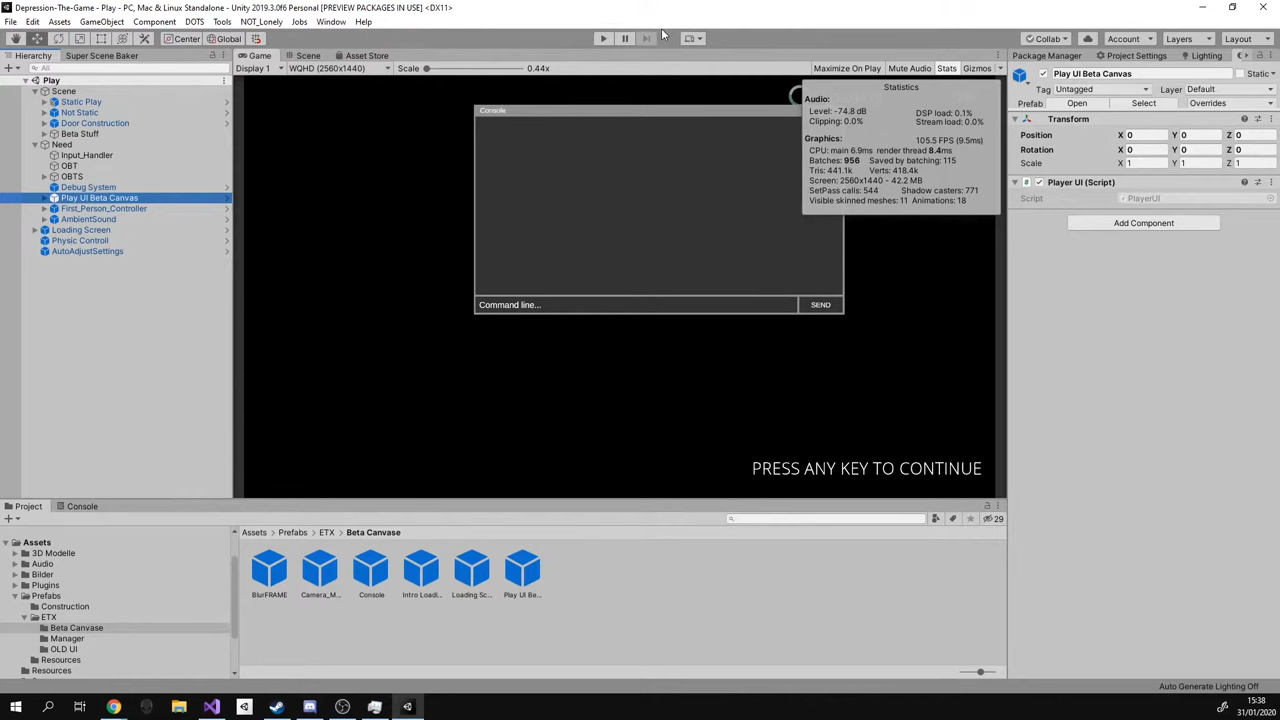 Depression-The-Game - Play - PC, Mac & Linux Standalone - Unity 2019.3.0f6 Personal [PREVIEW PACKAGES IN USE] <DX11>
File Edit Assets GameObject Component DOTS Tools NOT_Lonely Jobs Window Help
Center Global Collab Account Layers Layout
Hierarchy Super Scene Baker
Game Scene Asset Store
Package Manager Project Settings Lighting
All
Display 1 WQHD (2560x1440) Scale 0.44x Maximize On Play Mute Audio Stats Gizmos
Play
Scene
Static Play
Not Static
Door Construction
Beta Stuff
Need
Input_Handler
OBT
OBTS
Debug System
Play UI Beta Canvas
First_Person_Controller
AmbientSound
Loading Screen
Physic Controll
AutoAdjustSettings
Console
Command line...
SEND
PRESS ANY KEY TO CONTINUE
Statistics
Audio:
Level: -74.8 dB DSP load: 0.1%
Clipping: 0.0% Stream load: 0.0%
Graphics: 105.5 FPS (9.5ms)
CPU: main 6.9ms render thread 8.4ms
Batches: 956 Saved by batching: 115
Tris: 441.1k Verts: 418.4k
Screen: 2560x1440 - 42.2 MB
SetPass calls: 544 Shadow casters: 771
Visible skinned meshes: 11 Animations: 18
Play UI Beta Canvas Static
Tag Untagged Layer Default
Prefab Open Select Overrides
Transform
Position X 0 Y 0 Z 0
Rotation X 0 Y 0 Z 0
Scale X 1 Y 1 Z 1
Player UI (Script)
Script PlayerUI
Add Component
Project Console
29
Assets
3D Modelle
Audio
Bilder
Plugins
Prefabs
Construction
ETX
Beta Canvase
Manager
OLD UI
Resources
Resources
Assets Prefabs ETX Beta Canvase
BlurFRAME Camera_M... Console Intro Loadi... Loading Sc... Play UI Be...
Auto Generate Lighting Off
15:38
31/01/2020